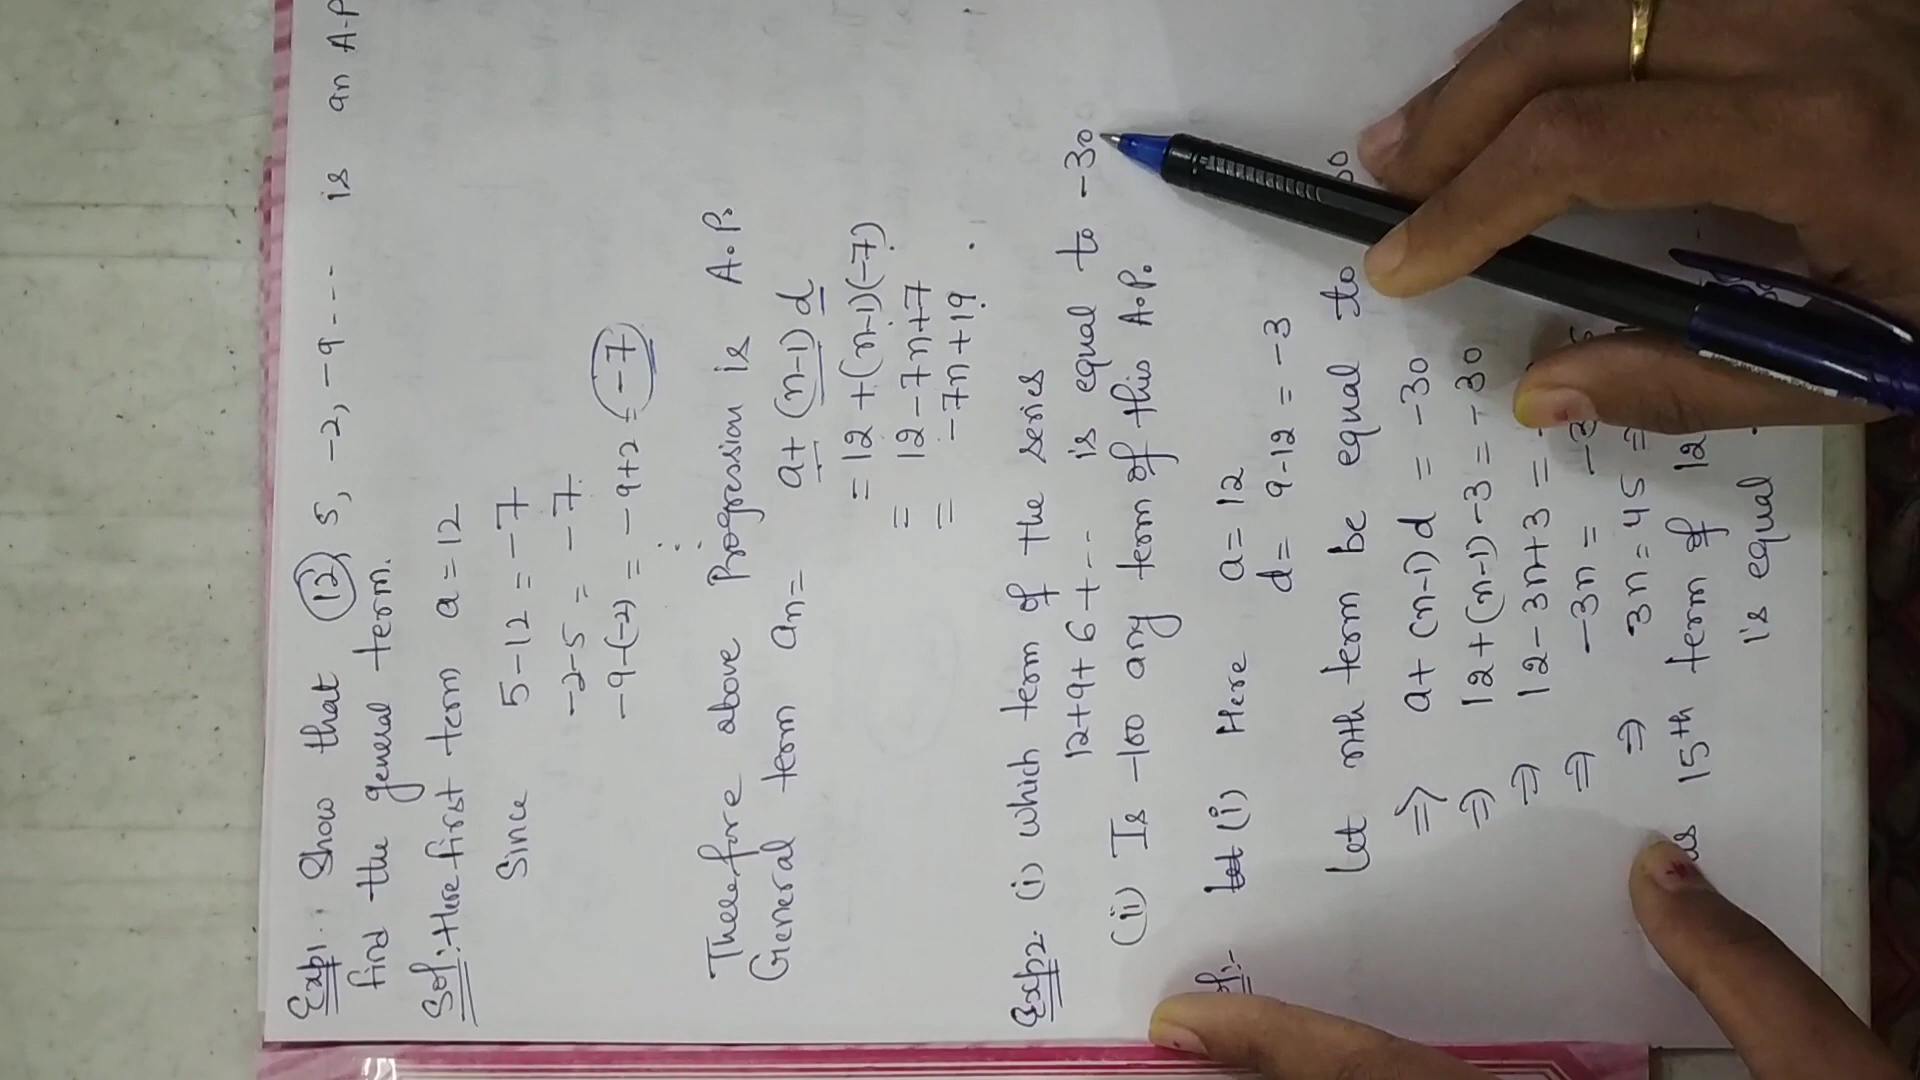 Exp1: Show that 12, 5, -2, -9 --- is an A.P
find the general term.
Sol: Here first term a = 12
Since 5-12 = -7
-2-5 = -7
-9-(-2) = -9+2 = -7
Therefore above Progression is A.P.
General term an = a+(n-1)d
= 12+(n-1)(-7)
= 12-7n+7
= -7n+19.
Exp2: (i) which term of the series
12+9+6+--- is equal to -30
(ii) Is -100 any term of this A.P.
(i) Here a = 12
d = 9-12 = -3
Let nth term be equal to
⇒ a+(n-1)d = -30
⇒ 12+(n-1)-3 = -30
⇒ 12-3n+3 = -
⇒ -3n = -3
⇒ 3n = 45 =
15th term of 12
is equal